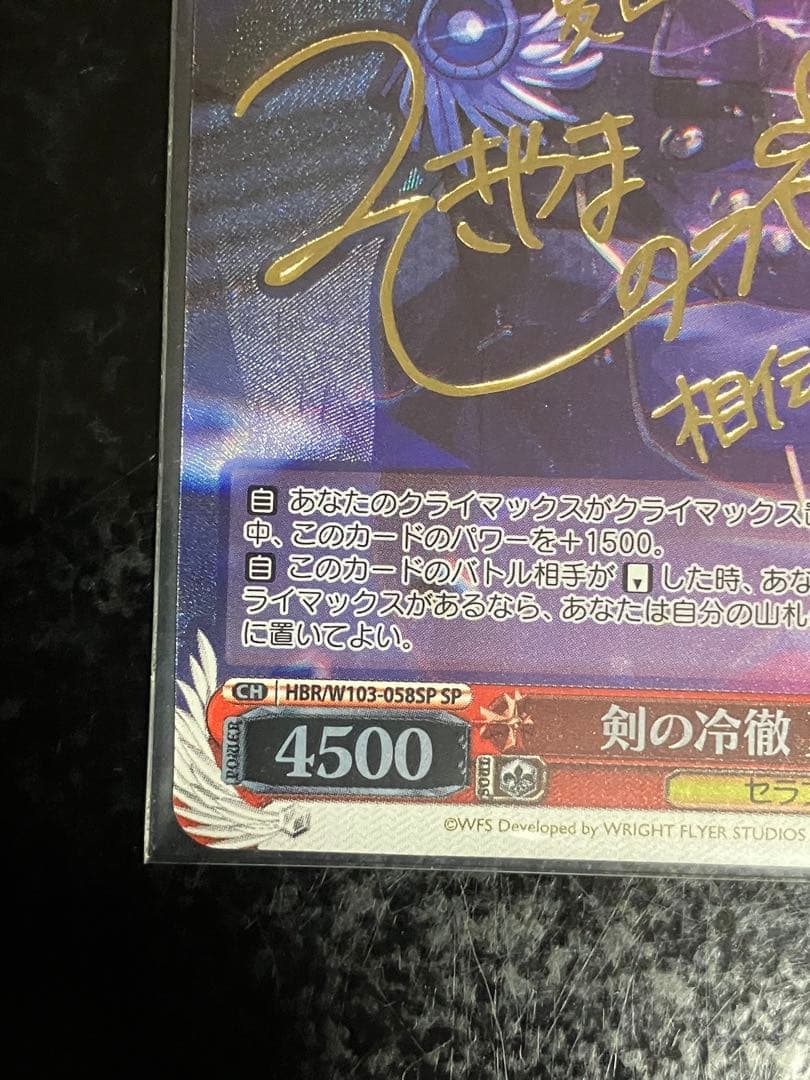 きやま
の
相伝
自 あなたのクライマックスがクライマックス
中、このカードのパワーを+1500。
自 このカードのバトル相手が した時、あな
ライマックスがあるなら、あなたは自分の山札
に置いてよい。
CH HBR/W103-058SP SP
POWER 4500
SOUL
剣の冷徹
セラフ
©WFS Developed by WRIGHT FLYER STUDIOS